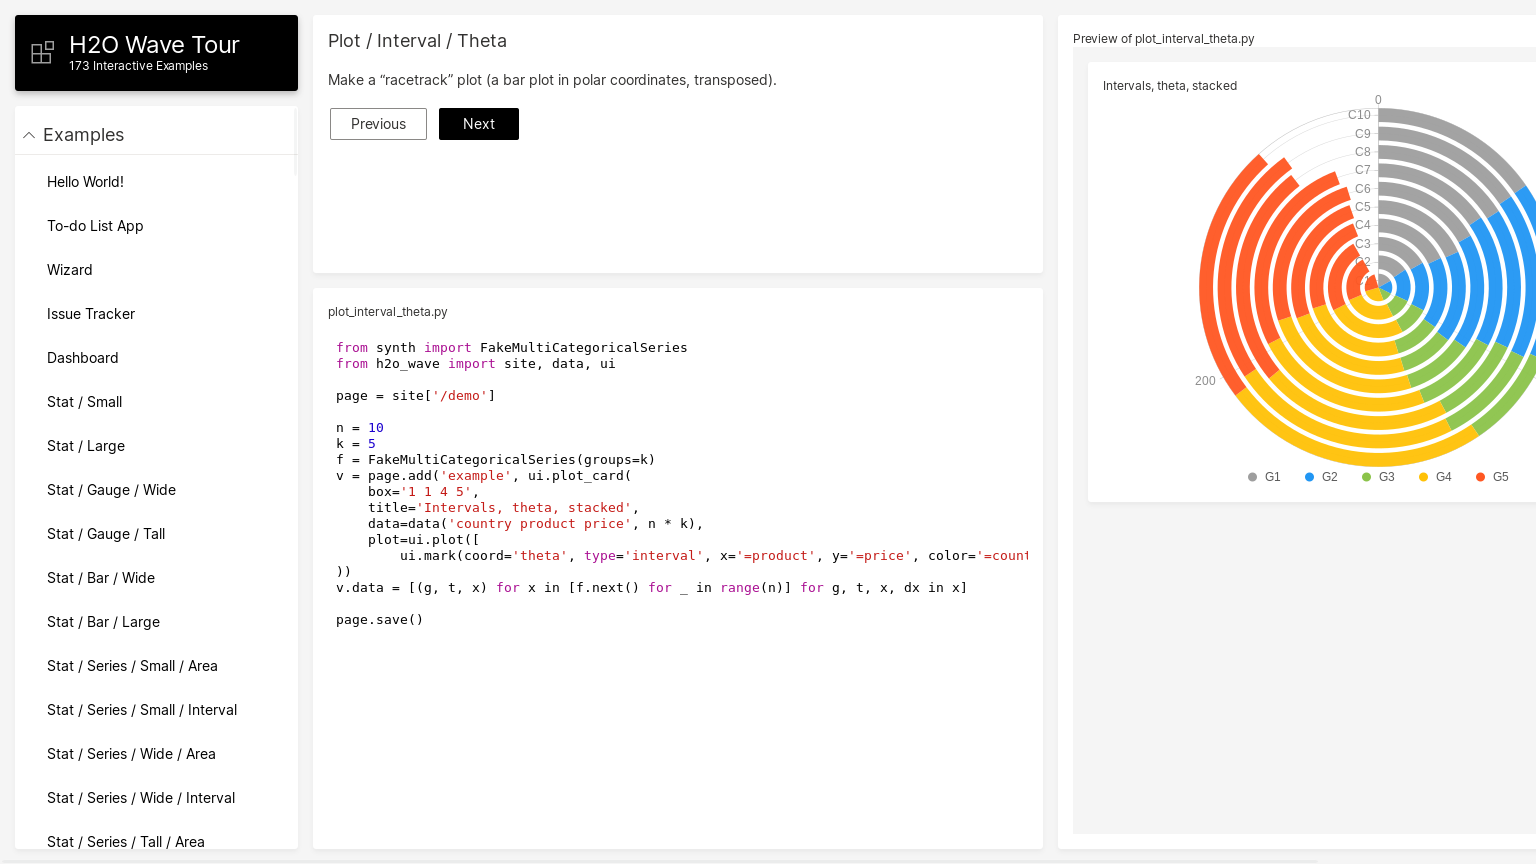 H2O Wave Tour
173 Interactive Examples
Examples
Hello World!
To-do List App
Wizard
Issue Tracker
Dashboard
Stat / Small
Stat / Large
Stat / Gauge / Wide
Stat / Gauge / Tall
Stat / Bar / Wide
Stat / Bar / Large
Stat / Series / Small / Area
Stat / Series / Small / Interval
Stat / Series / Wide / Area
Stat / Series / Wide / Interval
Stat / Series / Tall / Area
Plot / Interval / Theta
Make a “racetrack” plot (a bar plot in polar coordinates, transposed).
Previous
Next
plot_interval_theta.py
from synth import FakeMultiCategoricalSeries
from h2o_wave import site, data, ui
page = site['/demo']
n = 10
k = 5
f = FakeMultiCategoricalSeries(groups=k)
v = page.add('example', ui.plot_card(
    box='1 1 4 5',
    title='Intervals, theta, stacked',
    data=data('country product price', n * k),
    plot=ui.plot([
        ui.mark(coord='theta', type='interval', x='=product', y='=price', color='=count
))
v.data = [(g, t, x) for x in [f.next() for _ in range(n)] for g, t, x, dx in x]
page.save()
Preview of plot_interval_theta.py
Intervals, theta, stacked
0
C10
C9
C8
C7
C6
C5
C4
C3
200
G1
G2
G3
G4
G5